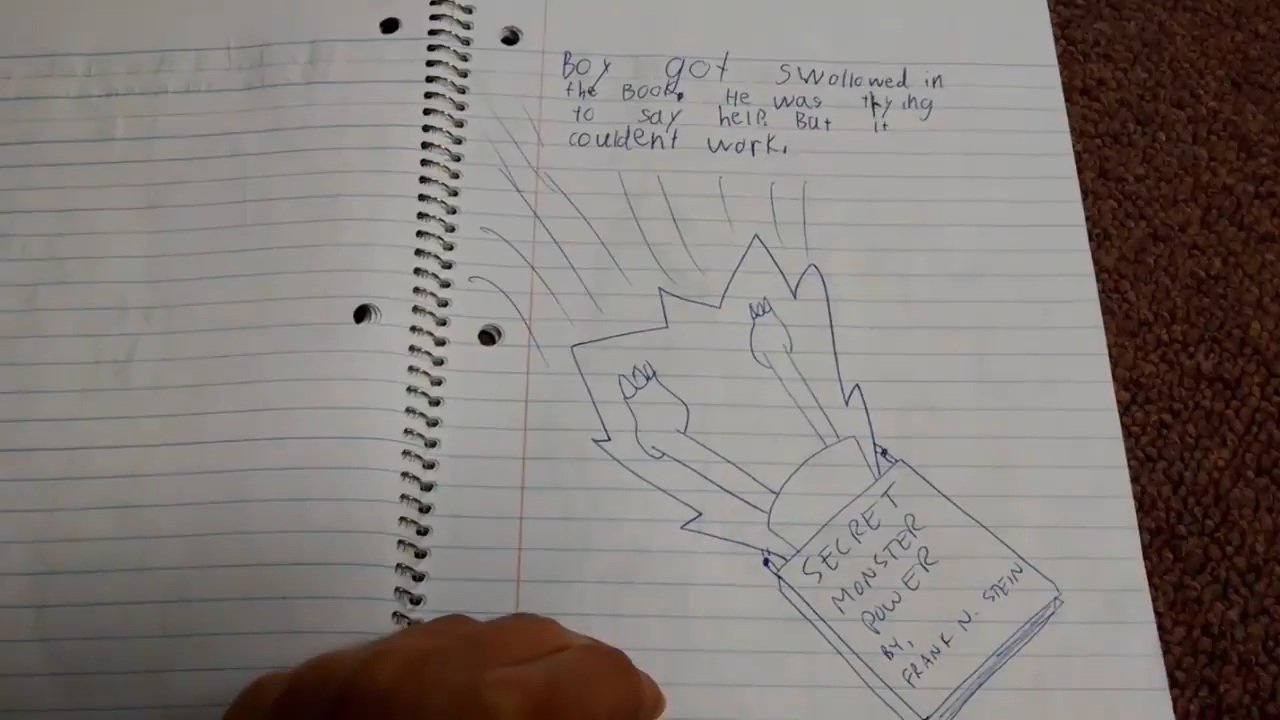 Boy got swollowed in
the Book. He was trying
to say help. But it
couldent work.
SECRET
MONSTER
POWER
BY,
FRANK N. STEIN